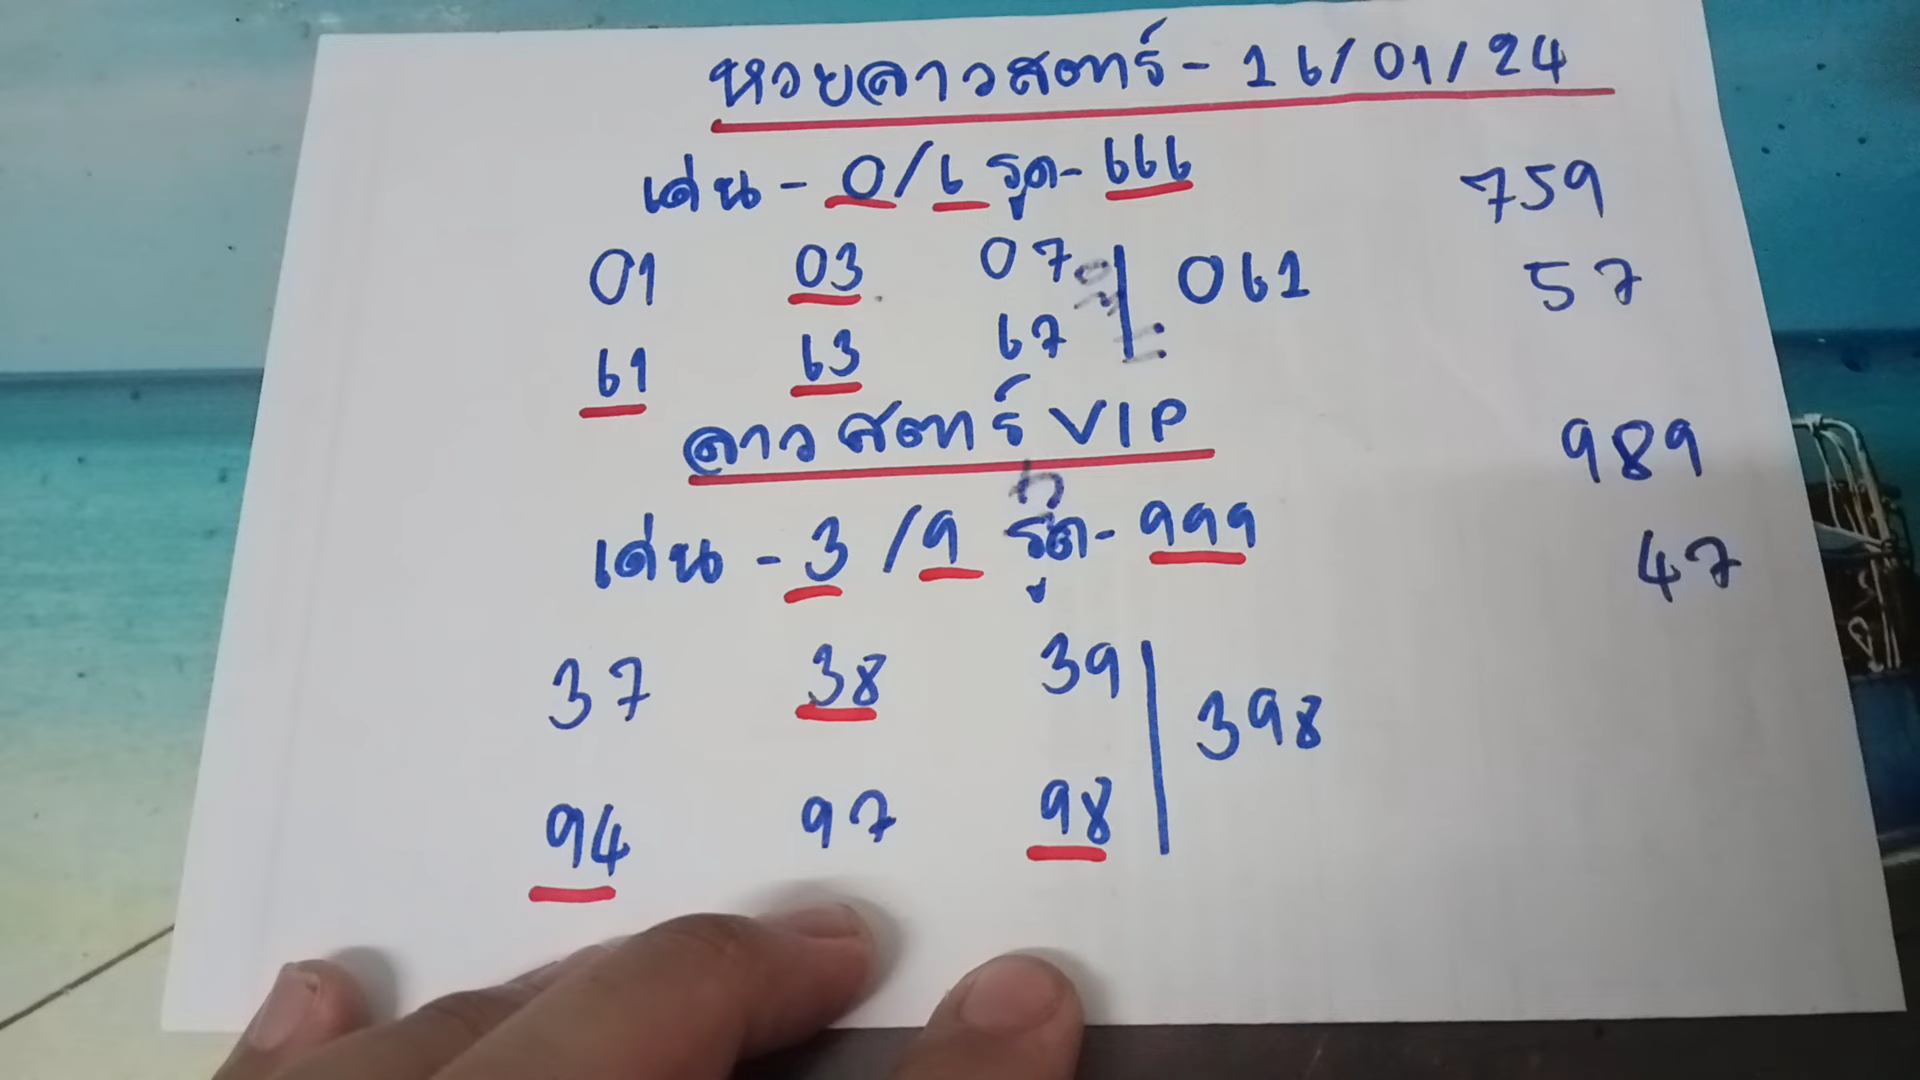 หวยลาวสตาร์ - 16/01/24
เด่น - 0/6 รูด - 666
759
01 03 07 061
57
61 63 67
ลาวสตาร์ VIP
989
เด่น - 3/9 รูด - 999
47
37 38 39
398
94 97 98